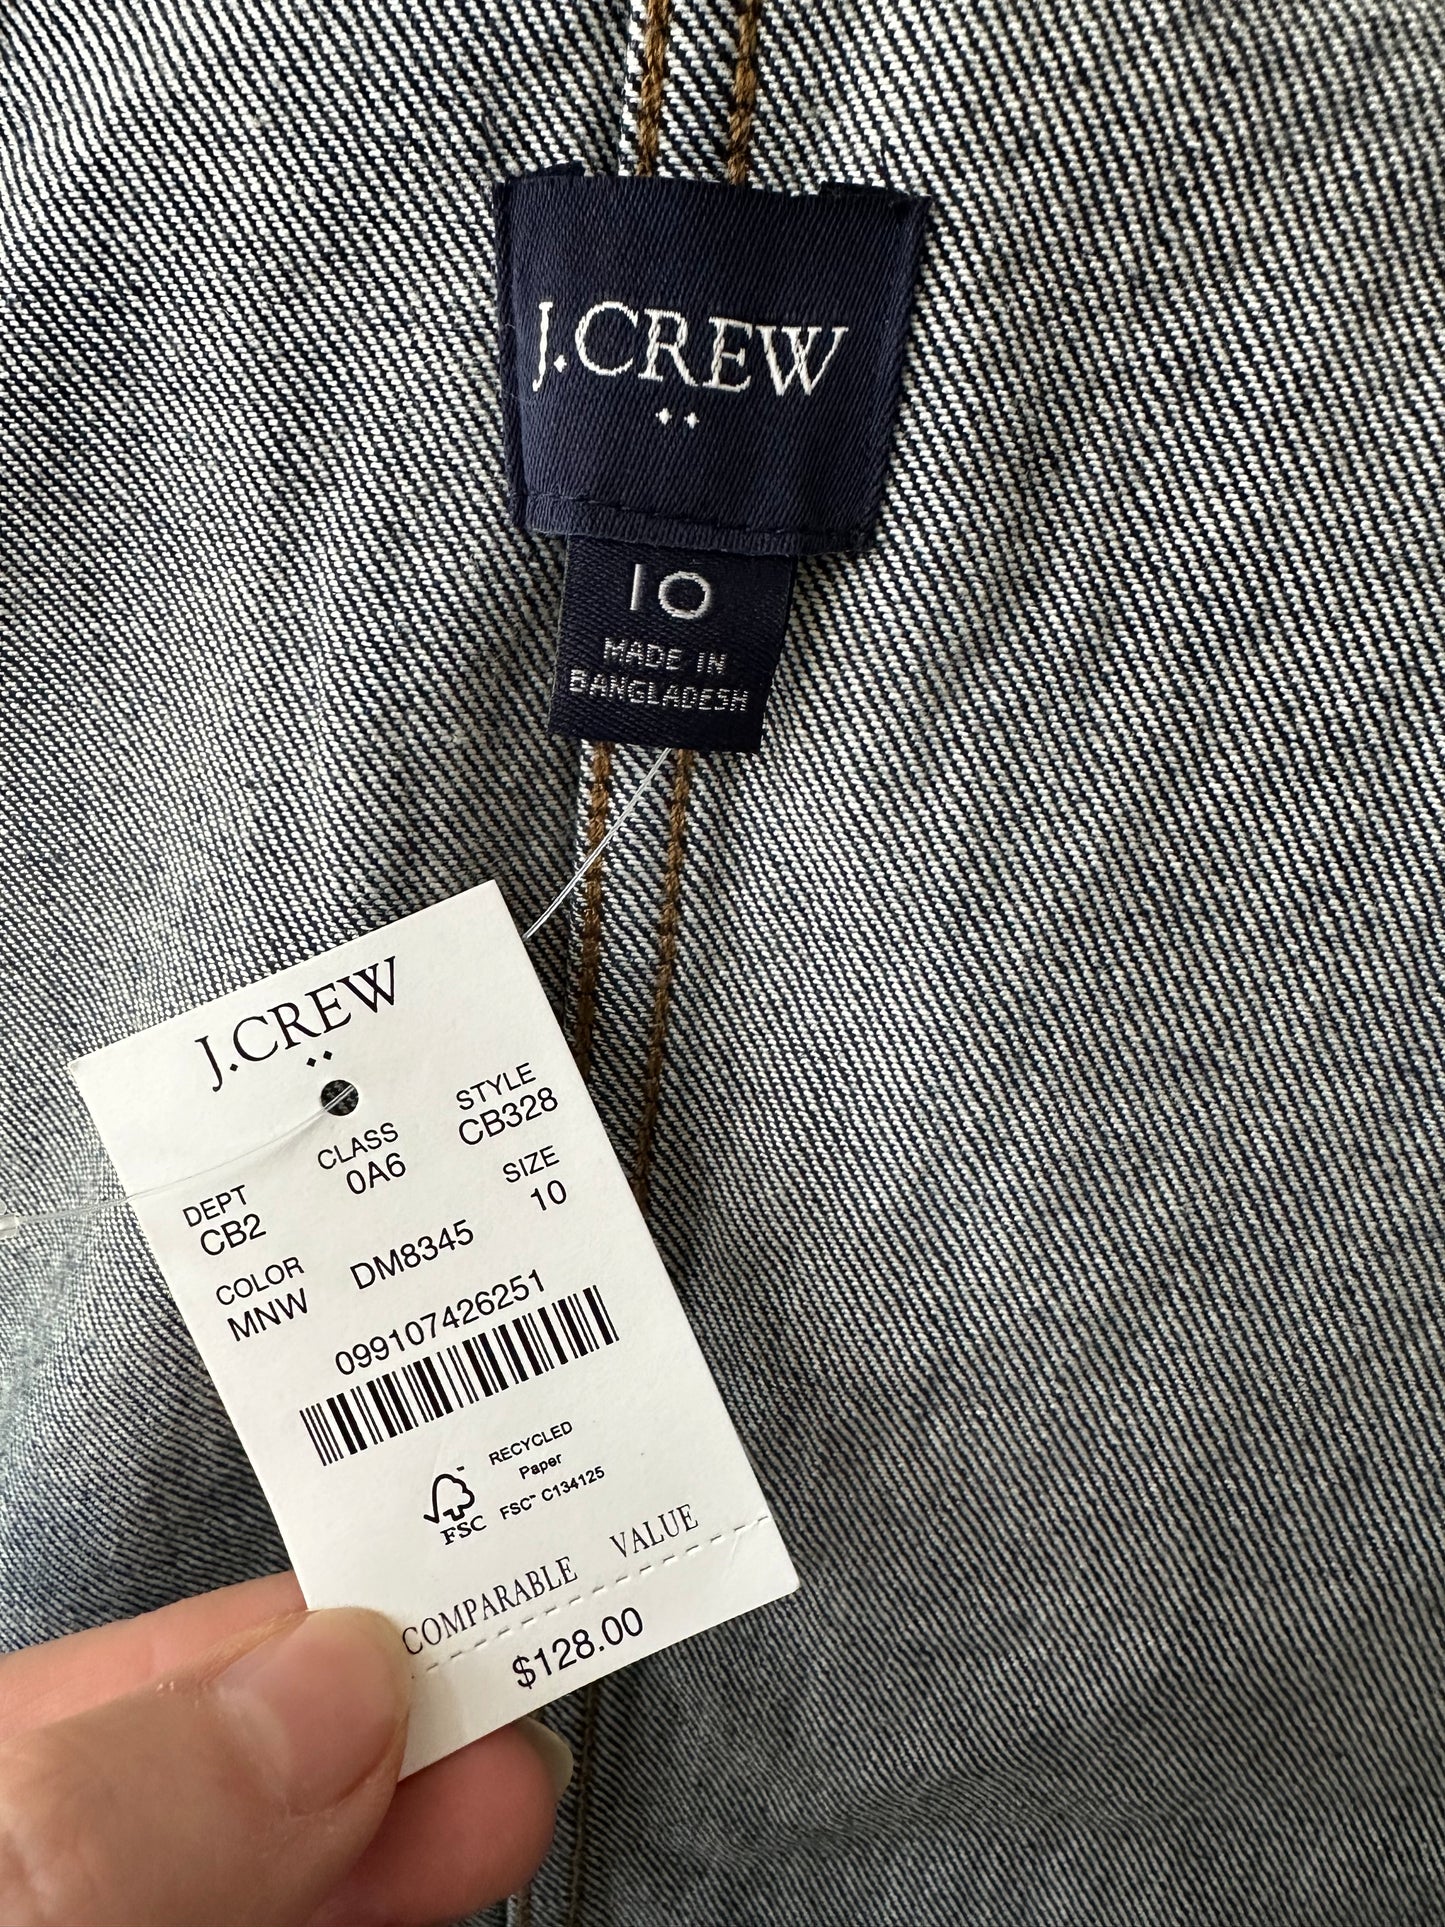 J.CREW
10
MADE IN
BANGLADESH
J.CREW
DEPT CLASS STYLE
CB2 0A6 CB328
COLOR SIZE
MNW DM8345 10
099107426251
RECYCLED
Paper
FSC™ C134125
FSC
COMPARABLE VALUE
$128.00